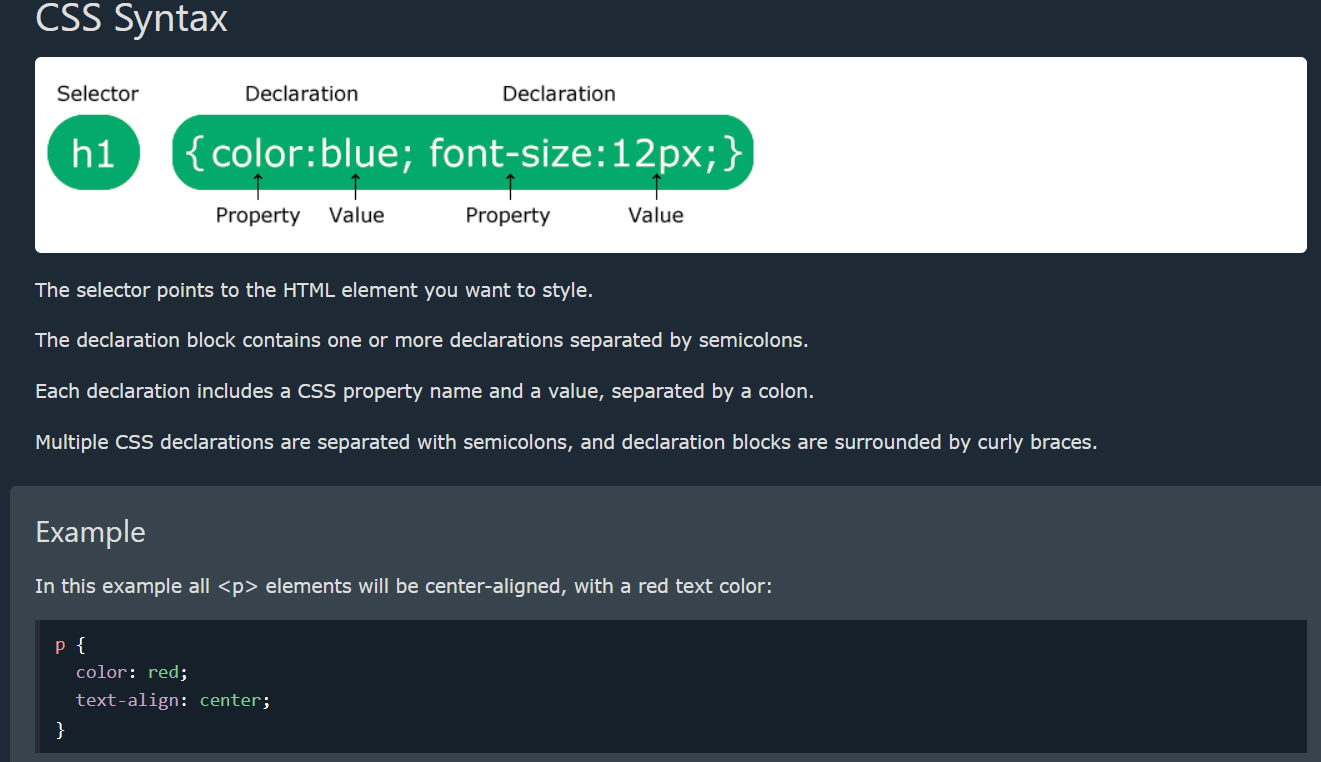 CSS Syntax
Selector Declaration Declaration
h1 {color:blue; font-size:12px;}
Property Value Property Value
The selector points to the HTML element you want to style.
The declaration block contains one or more declarations separated by semicolons.
Each declaration includes a CSS property name and a value, separated by a colon.
Multiple CSS declarations are separated with semicolons, and declaration blocks are surrounded by curly braces.
Example
In this example all <p> elements will be center-aligned, with a red text color:
p {
  color: red;
  text-align: center;
}